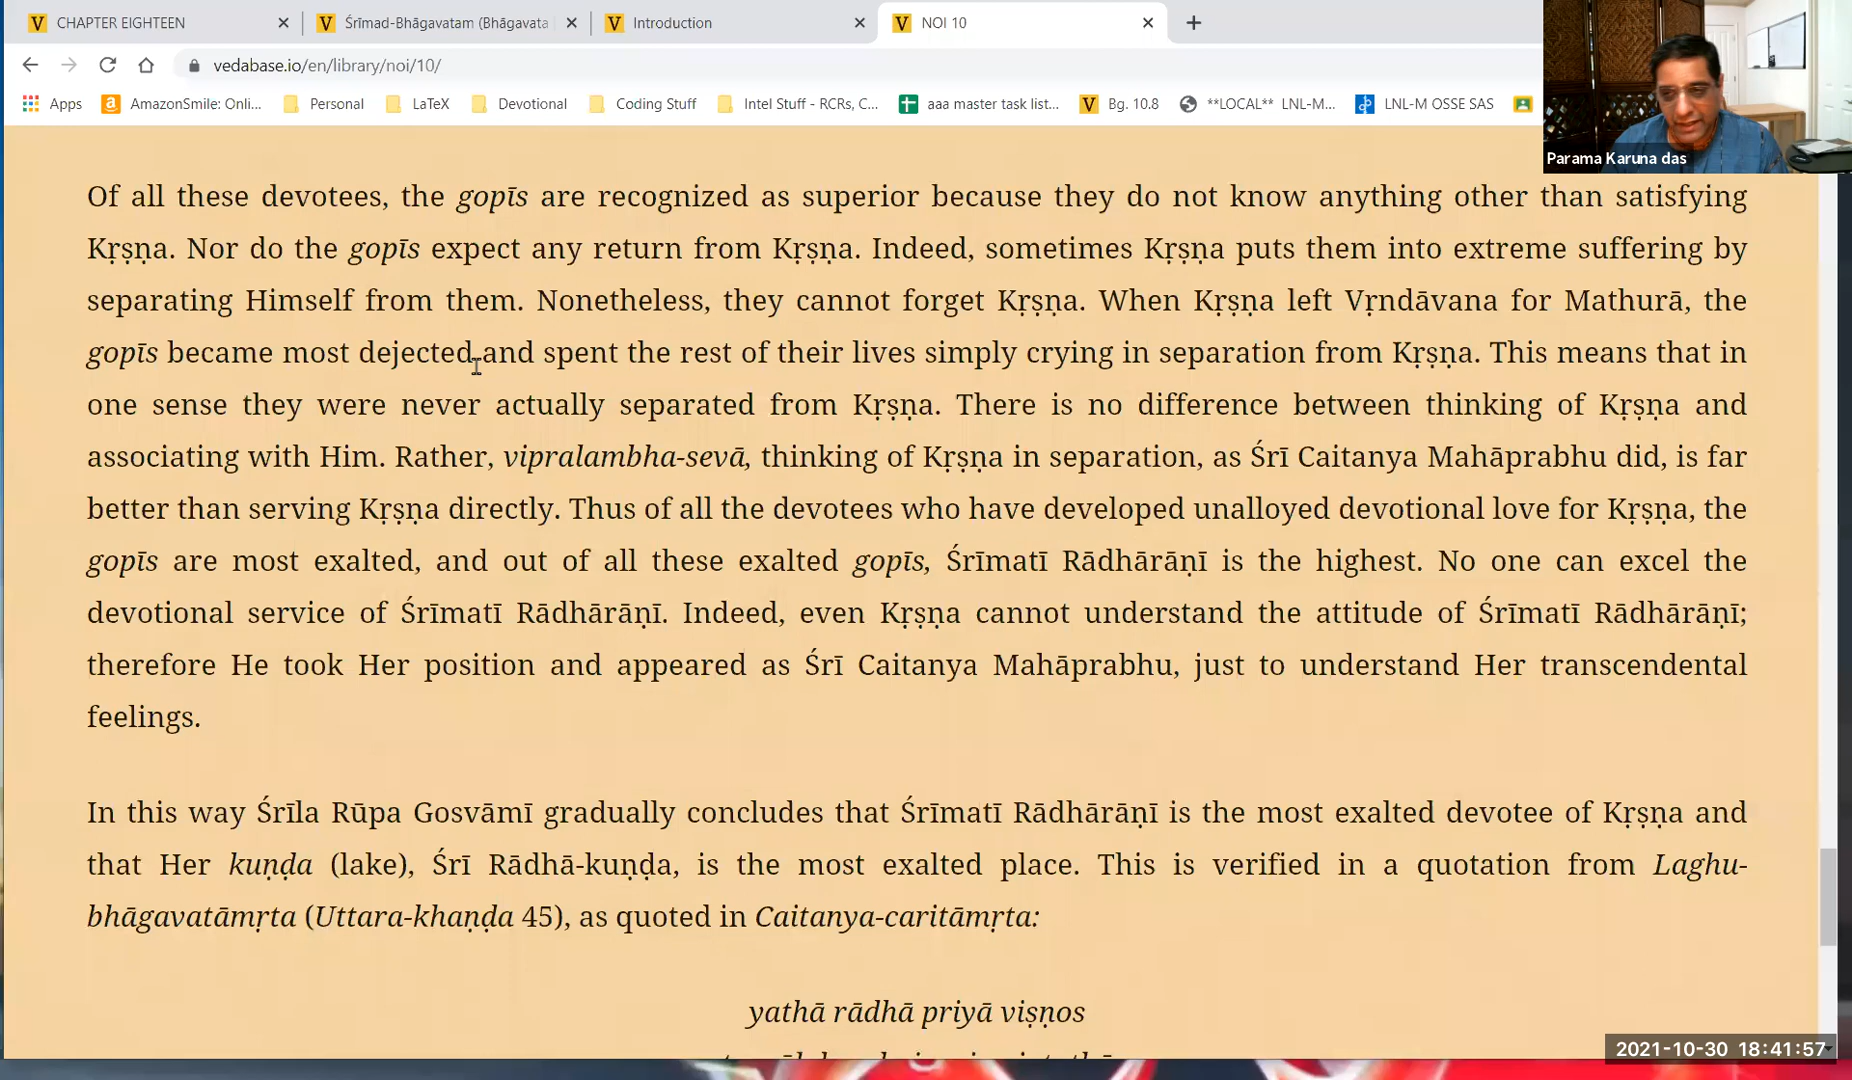 CHAPTER EIGHTEEN
Śrīmad-Bhāgavatam (Bhāgavata
Introduction
NOI 10
vedabase.io/en/library/noi/10/
Apps
AmazonSmile: Onli...
Personal
LaTeX
Devotional
Coding Stuff
Intel Stuff - RCRs, C...
aaa master task list...
Bg. 10.8
**LOCAL** LNL-M...
LNL-M OSSE SAS
Parama Karuna das
Of all these devotees, the gopīs are recognized as superior because they do not know anything other than satisfying
Kṛṣṇa. Nor do the gopīs expect any return from Kṛṣṇa. Indeed, sometimes Kṛṣṇa puts them into extreme suffering by
separating Himself from them. Nonetheless, they cannot forget Kṛṣṇa. When Kṛṣṇa left Vṛndāvana for Mathurā, the
gopīs became most dejected and spent the rest of their lives simply crying in separation from Kṛṣṇa. This means that in
one sense they were never actually separated from Kṛṣṇa. There is no difference between thinking of Kṛṣṇa and
associating with Him. Rather, vipralambha-sevā, thinking of Kṛṣṇa in separation, as Śrī Caitanya Mahāprabhu did, is far
better than serving Kṛṣṇa directly. Thus of all the devotees who have developed unalloyed devotional love for Kṛṣṇa, the
gopīs are most exalted, and out of all these exalted gopīs, Śrīmatī Rādhārāṇī is the highest. No one can excel the
devotional service of Śrīmatī Rādhārāṇī. Indeed, even Kṛṣṇa cannot understand the attitude of Śrīmatī Rādhārāṇī;
therefore He took Her position and appeared as Śrī Caitanya Mahāprabhu, just to understand Her transcendental
feelings.
In this way Śrīla Rūpa Gosvāmī gradually concludes that Śrīmatī Rādhārāṇī is the most exalted devotee of Kṛṣṇa and
that Her kuṇḍa (lake), Śrī Rādhā-kuṇḍa, is the most exalted place. This is verified in a quotation from Laghu-
bhāgavatāmṛta (Uttara-khaṇḍa 45), as quoted in Caitanya-caritāmṛta:
yathā rādhā priyā viṣṇos
2021-10-30 18:41:57